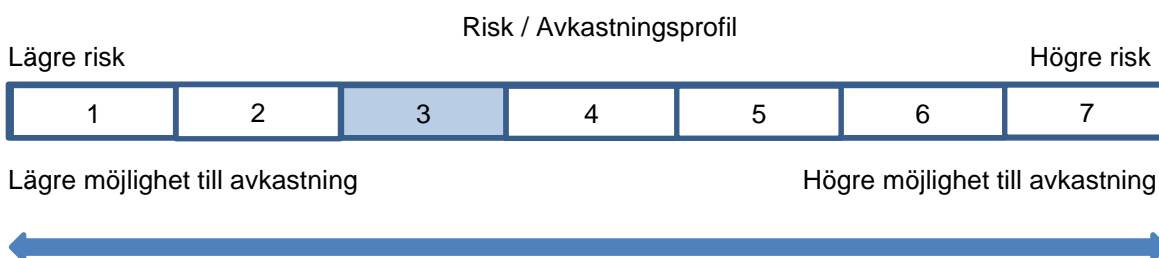 Risk / Avkastningsprofil
Lägre risk Högre risk
1 2 3 4 5 6 7
Lägre möjlighet till avkastning Högre möjlighet till avkastning